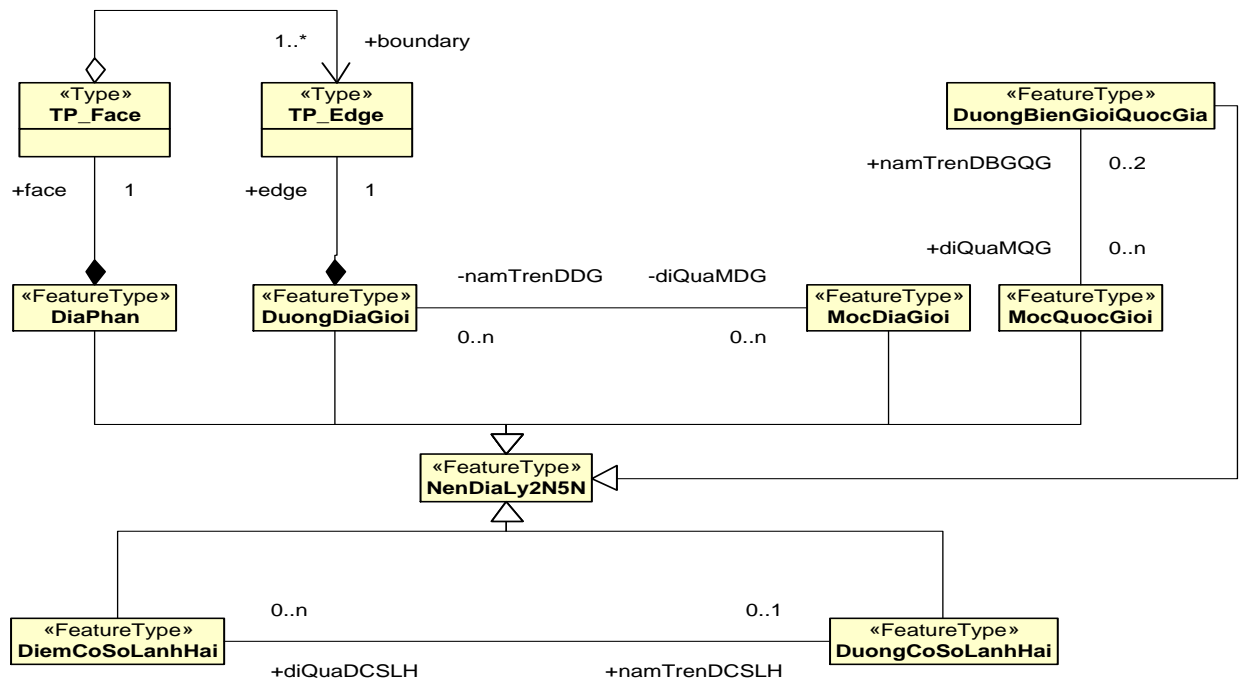 1..* +boundary
«Type»
TP_Face
«Type»
TP_Edge
«FeatureType»
DuongBienGioiQuocGia
+face 1
+edge 1
+namTrenDBGQG 0..2
+diQuaMQG 0..n
«FeatureType»
DiaPhan
«FeatureType»
DuongDiaGioi
-namTrenDDG -diQuaMDG
0..n 0..n
«FeatureType»
MocDiaGioi
«FeatureType»
MocQuocGioi
«FeatureType»
NenDiaLy2N5N
«FeatureType»
DiemCoSoLanhHai
0..n 0..1
+diQuaDCSLH +namTrenDCSLH
«FeatureType»
DuongCoSoLanhHai